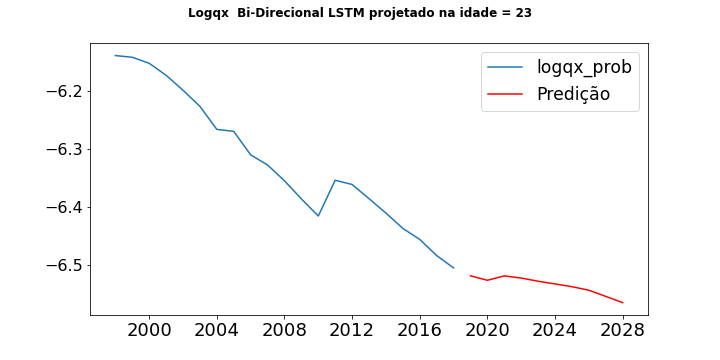 Logqx  Bi-Direcional LSTM projetado na idade = 23
logqx_prob
Predição
−6.2
−6.3
−6.4
−6.5
2000 2004 2008 2012 2016 2020 2024 2028